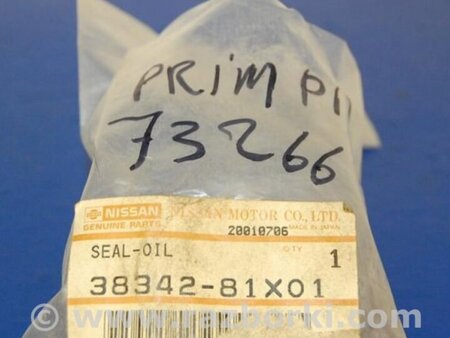 PRIM P11
73266
NISSAN NISSAN MOTOR CO., LTD.
GENUINE PARTS 20010706 MADE IN JAPAN
SEAL-OIL QTY 1
38342-81X01
www.razborki.com